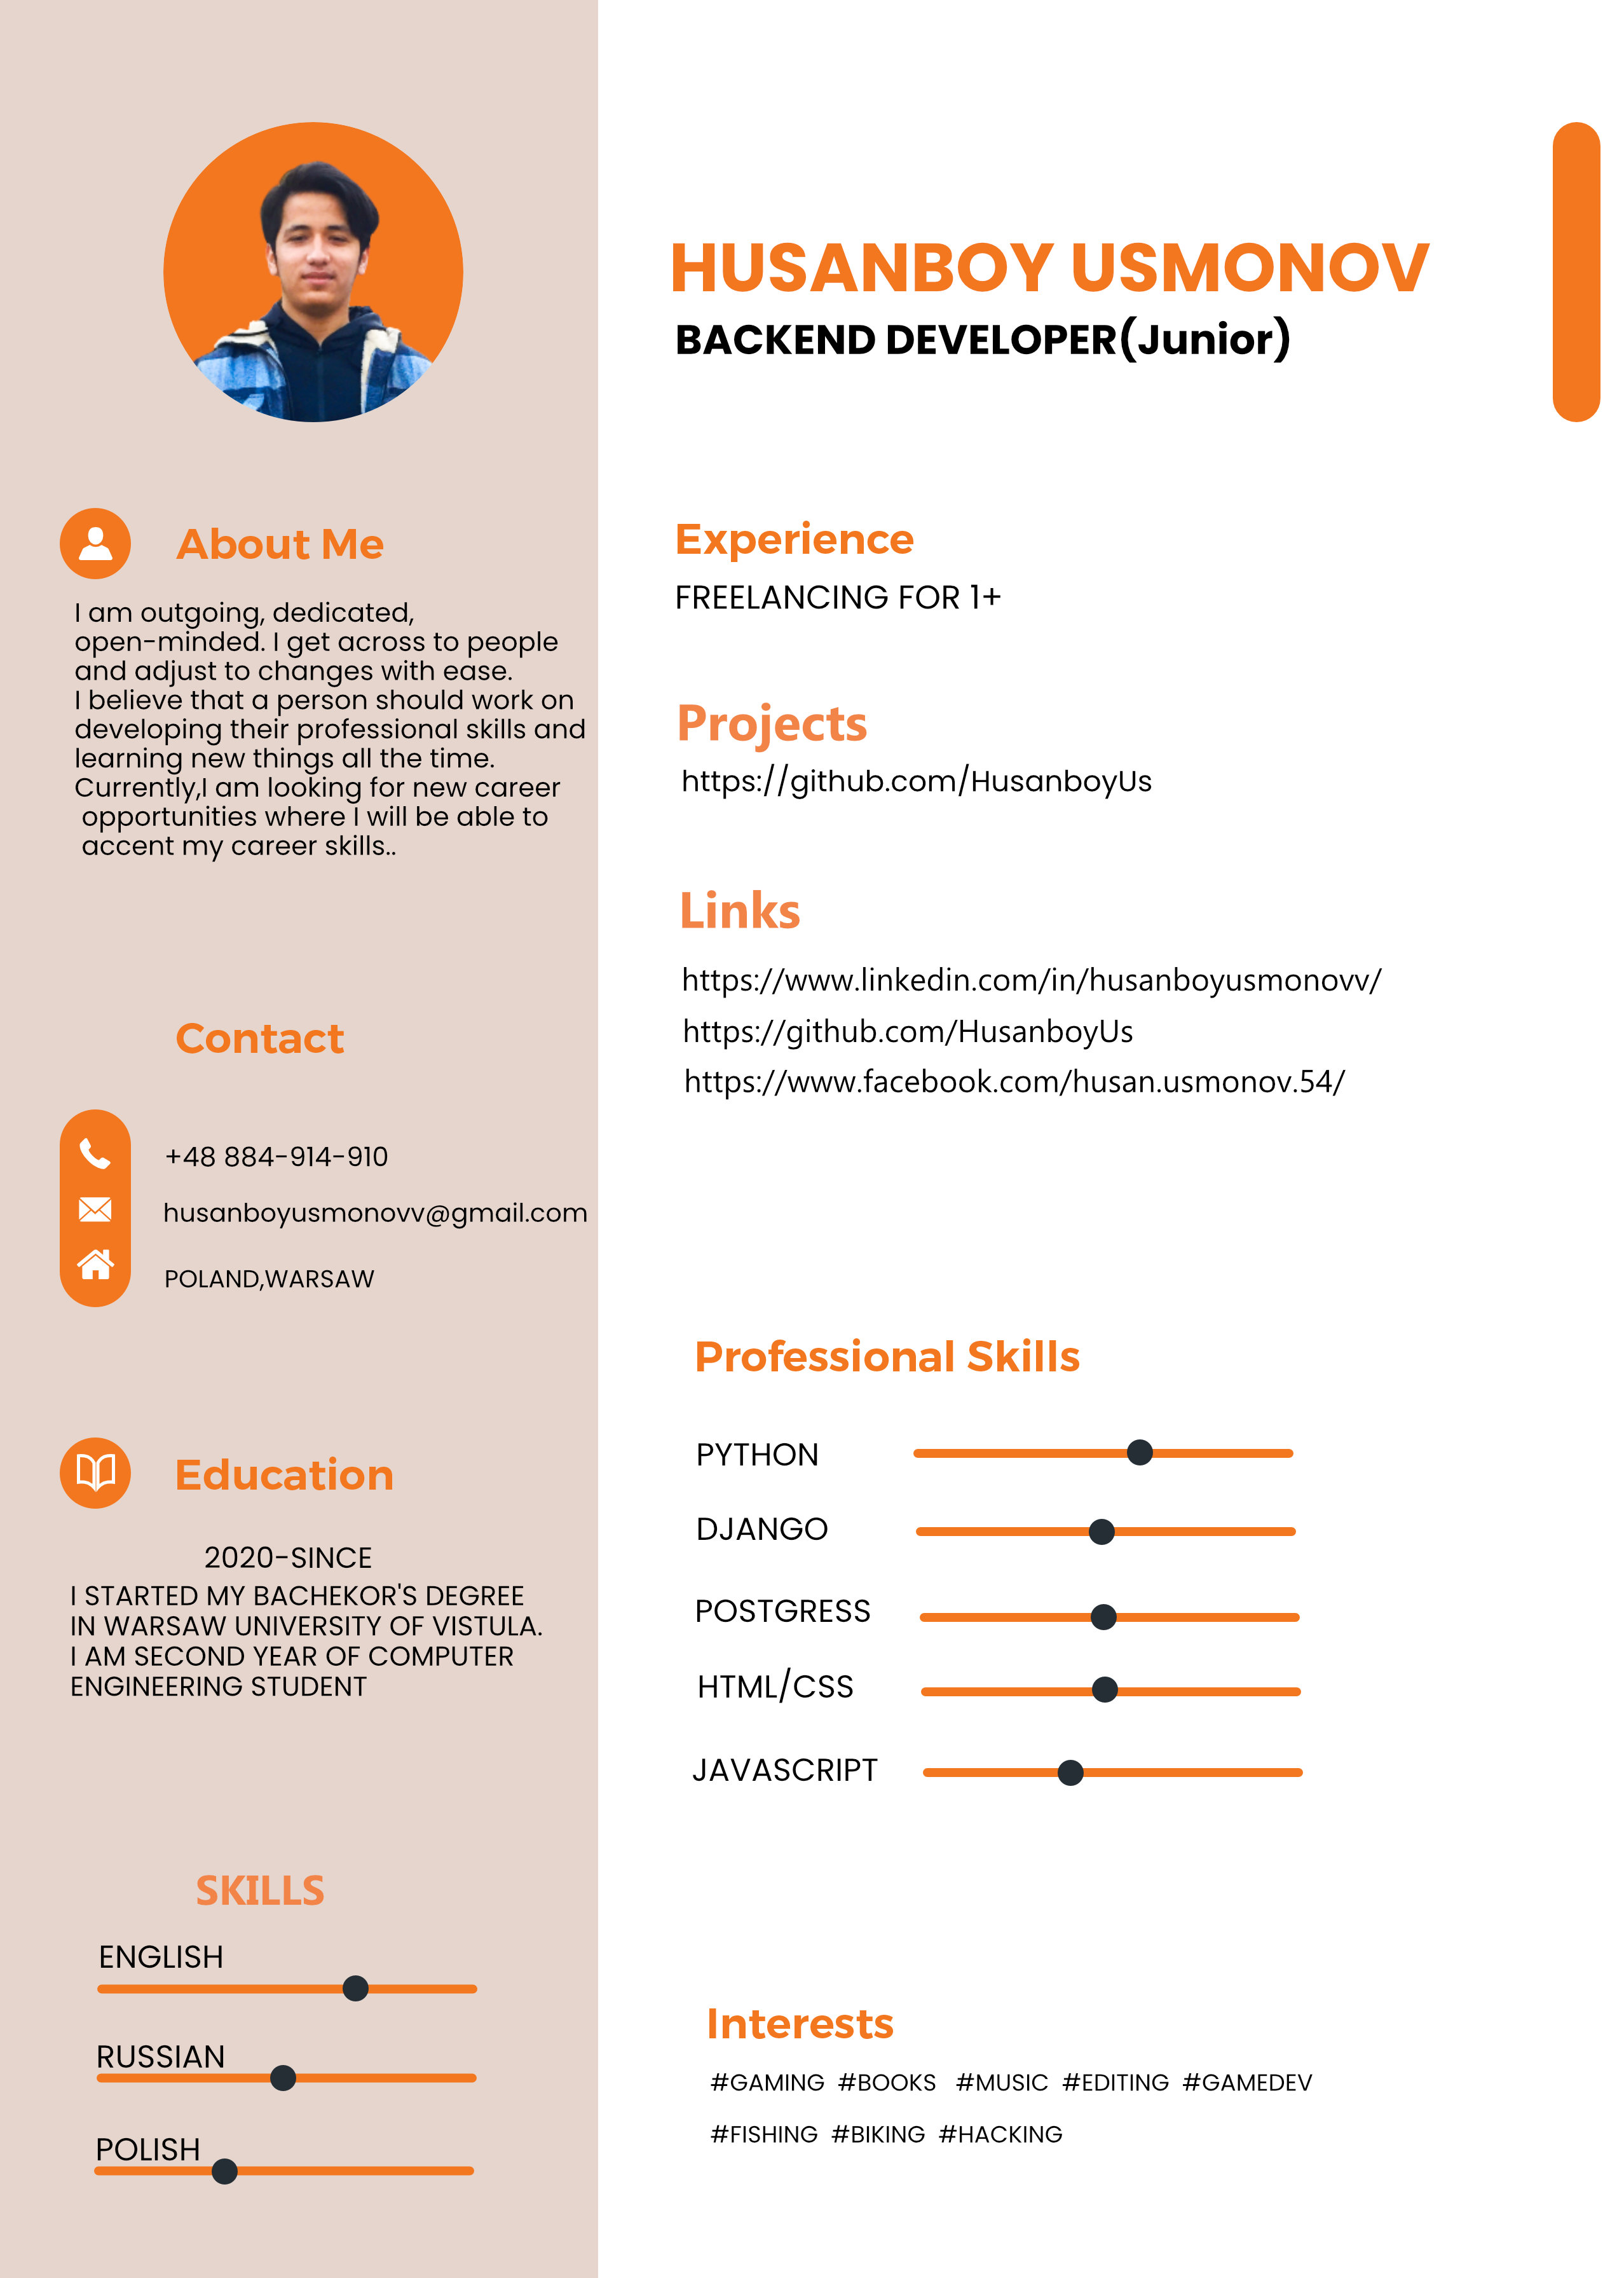 HUSANBOY USMONOV
BACKEND DEVELOPER(Junior)
About Me
I am outgoing, dedicated,
open-minded. I get across to people
and adjust to changes with ease.
I believe that a person should work on
developing their professional skills and
learning new things all the time.
Currently,I am looking for new career
opportunities where I will be able to
accent my career skills..
Contact
+48 884-914-910
husanboyusmonovv@gmail.com
POLAND,WARSAW
Education
2020-SINCE
I STARTED MY BACHEKOR'S DEGREE
IN WARSAW UNIVERSITY OF VISTULA.
I AM SECOND YEAR OF COMPUTER
ENGINEERING STUDENT
SKILLS
ENGLISH
RUSSIAN
POLISH
Experience
FREELANCING FOR 1+
Projects
https://github.com/HusanboyUs
Links
https://www.linkedin.com/in/husanboyusmonovv/
https://github.com/HusanboyUs
https://www.facebook.com/husan.usmonov.54/
Professional Skills
PYTHON
DJANGO
POSTGRESS
HTML/CSS
JAVASCRIPT
Interests
#GAMING #BOOKS #MUSIC #EDITING #GAMEDEV
#FISHING #BIKING #HACKING